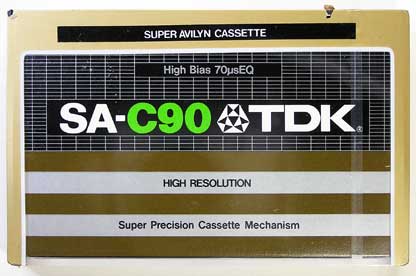 SUPER AVILYN CASSETTE
High Bias 70µsEQ
SA-C90 TDK®
HIGH RESOLUTION
Super Precision Cassette Mechanism